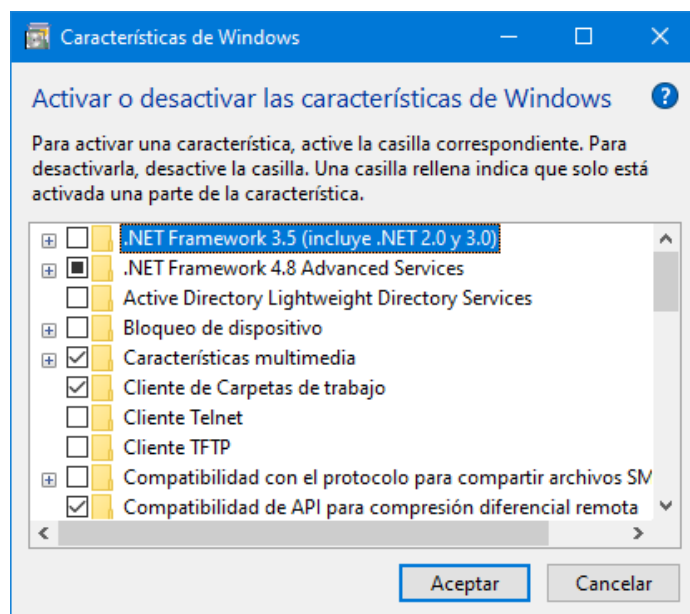 Características de Windows
Activar o desactivar las características de Windows
Para activar una característica, active la casilla correspondiente. Para
desactivarla, desactive la casilla. Una casilla rellena indica que solo está
activada una parte de la característica.
.NET Framework 3.5 (incluye .NET 2.0 y 3.0)
.NET Framework 4.8 Advanced Services
Active Directory Lightweight Directory Services
Bloqueo de dispositivo
Características multimedia
Cliente de Carpetas de trabajo
Cliente Telnet
Cliente TFTP
Compatibilidad con el protocolo para compartir archivos SM
Compatibilidad de API para compresión diferencial remota
Aceptar
Cancelar